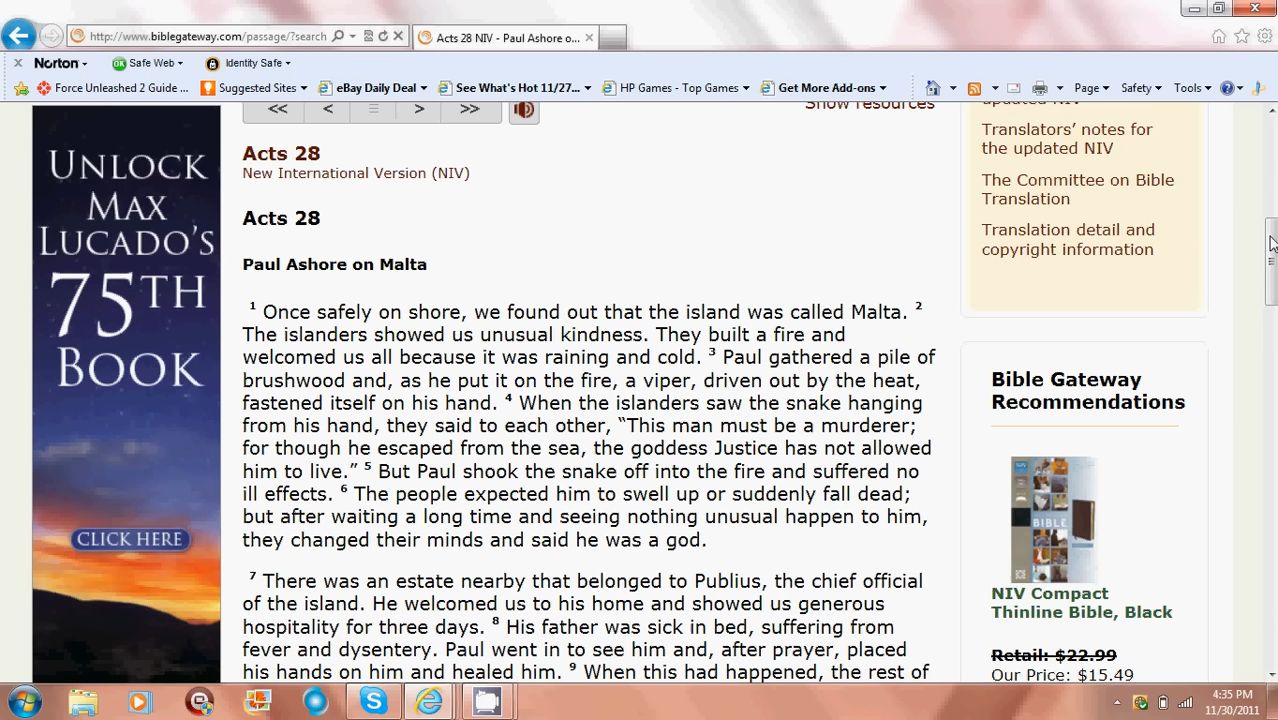 http://www.biblegateway.com/passage/?search
Acts 28 NIV - Paul Ashore o...
Norton
OK Safe Web
Identity Safe
Force Unleashed 2 Guide ...
Suggested Sites
eBay Daily Deal
See What's Hot 11/27...
HP Games - Top Games
Get More Add-ons
Page
Safety
Tools
<< < > >>
Show resources
Acts 28
New International Version (NIV)
Acts 28
Paul Ashore on Malta
1 Once safely on shore, we found out that the island was called Malta. 2
The islanders showed us unusual kindness. They built a fire and
welcomed us all because it was raining and cold. 3 Paul gathered a pile of
brushwood and, as he put it on the fire, a viper, driven out by the heat,
fastened itself on his hand. 4 When the islanders saw the snake hanging
from his hand, they said to each other, “This man must be a murderer;
for though he escaped from the sea, the goddess Justice has not allowed
him to live.” 5 But Paul shook the snake off into the fire and suffered no
ill effects. 6 The people expected him to swell up or suddenly fall dead;
but after waiting a long time and seeing nothing unusual happen to him,
they changed their minds and said he was a god.
7 There was an estate nearby that belonged to Publius, the chief official
of the island. He welcomed us to his home and showed us generous
hospitality for three days. 8 His father was sick in bed, suffering from
fever and dysentery. Paul went in to see him and, after prayer, placed
his hands on him and healed him. 9 When this had happened, the rest of
UNLOCK
MAX
LUCADO’S
75TH
BOOK
CLICK HERE
updated NIV
Translators’ notes for
the updated NIV
The Committee on Bible
Translation
Translation detail and
copyright information
Bible Gateway
Recommendations
BIBLE
NIV Compact
Thinline Bible, Black
Retail: $22.99
Our Price: $15.49
4:35 PM
11/30/2011